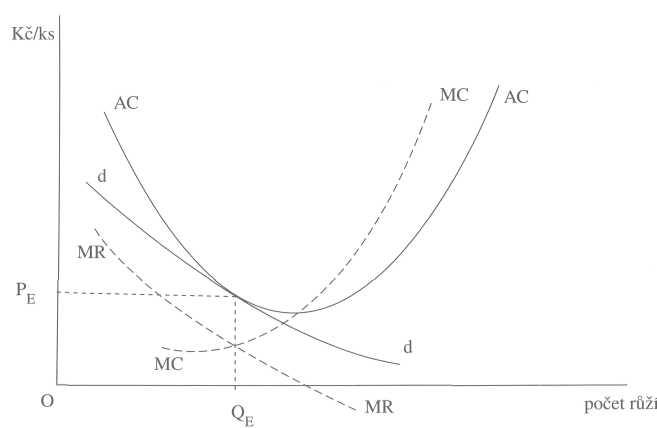 Kč/ks
AC
MC
AC
d
MR
P_E
MC
d
O
Q_E
MR
počet růží